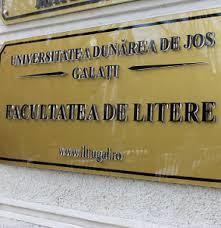 UNIVERSITATEA DUNĂREA DE JOS
GALAȚI
FACULTATEA DE LITERE
www.lit.ugal.ro